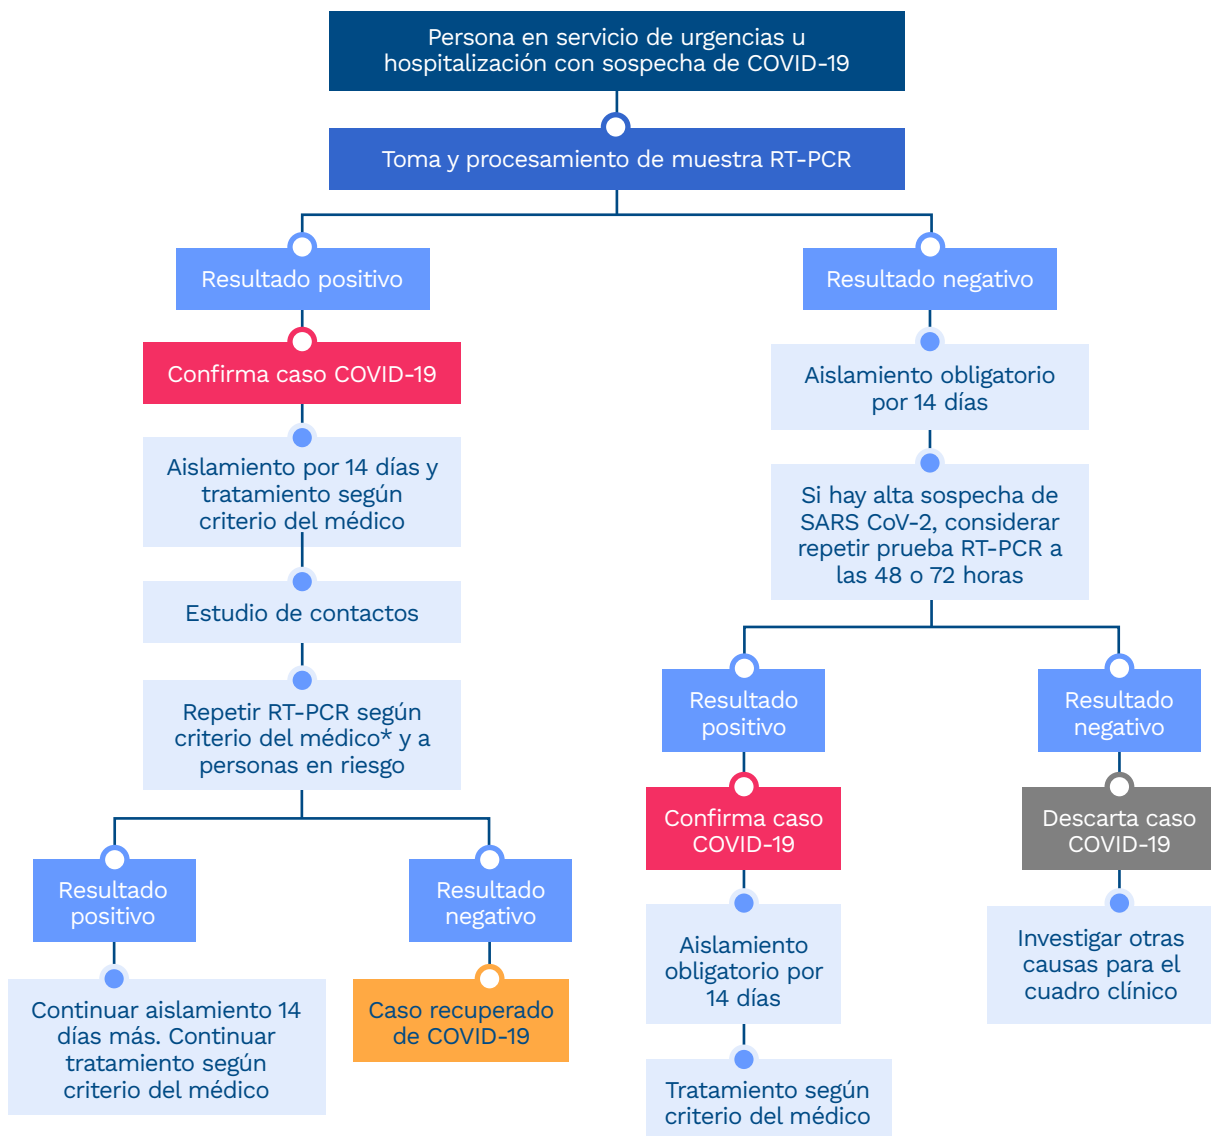 Persona en servicio de urgencias u
hospitalización con sospecha de COVID-19
Toma y procesamiento de muestra RT-PCR
Resultado positivo
Confirma caso COVID-19
Aislamiento por 14 días y
tratamiento según
criterio del médico
Estudio de contactos
Repetir RT-PCR según
criterio del médico* y a
personas en riesgo
Resultado
positivo
Continuar aislamiento 14
días más. Continuar
tratamiento según
criterio del médico
Resultado
negativo
Caso recuperado
de COVID-19
Resultado negativo
Aislamiento obligatorio
por 14 días
Si hay alta sospecha de
SARS CoV-2, considerar
repetir prueba RT-PCR a
las 48 o 72 horas
Resultado
positivo
Confirma caso
COVID-19
Aislamiento
obligatorio por
14 días
Tratamiento según
criterio del médico
Resultado
negativo
Descarta caso
COVID-19
Investigar otras
causas para el
cuadro clínico